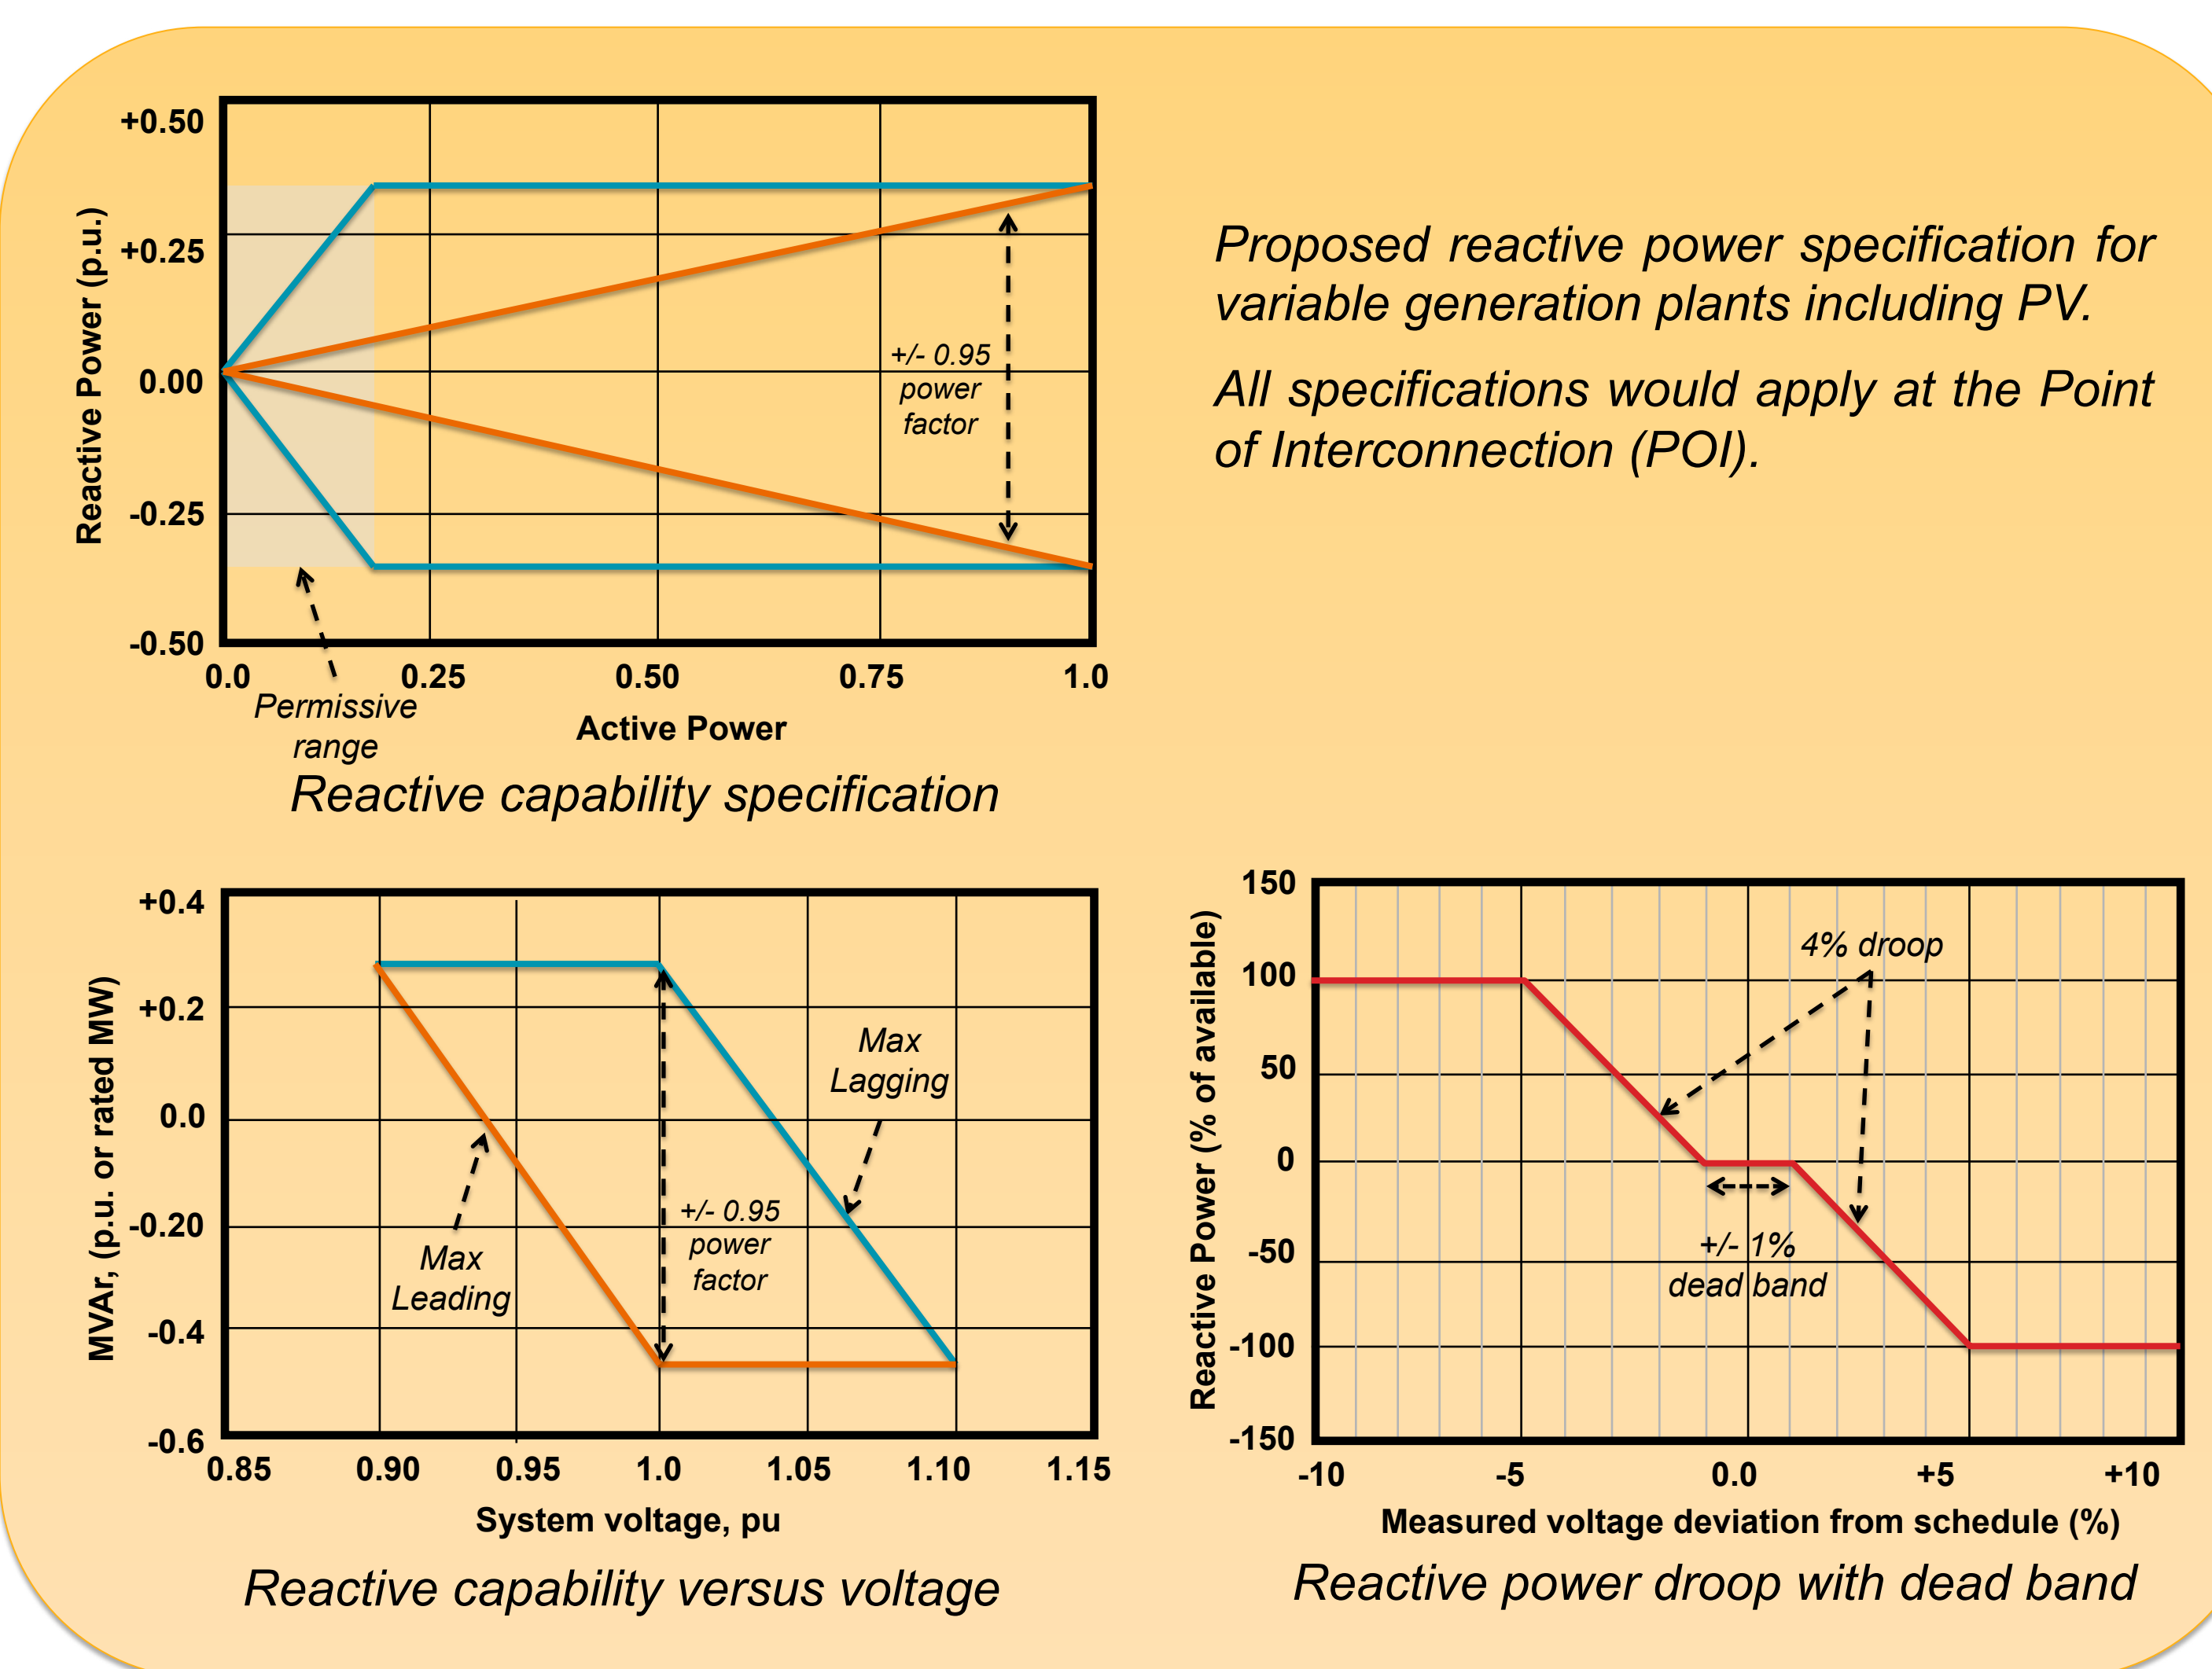 +0.50
+0.25
0.00
-0.25
-0.50
Reactive Power (p.u.)
0.0
0.25
0.50
0.75
1.0
Active Power
+/- 0.95
power
factor
Permissive
range
Reactive capability specification
Proposed reactive power specification for
variable generation plants including PV.
All specifications would apply at the Point
of Interconnection (POI).
+0.4
+0.2
0.0
-0.20
-0.4
-0.6
MVAr, (p.u. or rated MW)
0.85
0.90
0.95
1.0
1.05
1.10
1.15
System voltage, pu
Max
Lagging
Max
Leading
+/- 0.95
power
factor
Reactive capability versus voltage
150
100
50
0
-50
-100
-150
Reactive Power (% of available)
-10
-5
0.0
+5
+10
Measured voltage deviation from schedule (%)
4% droop
+/- 1%
dead band
Reactive power droop with dead band